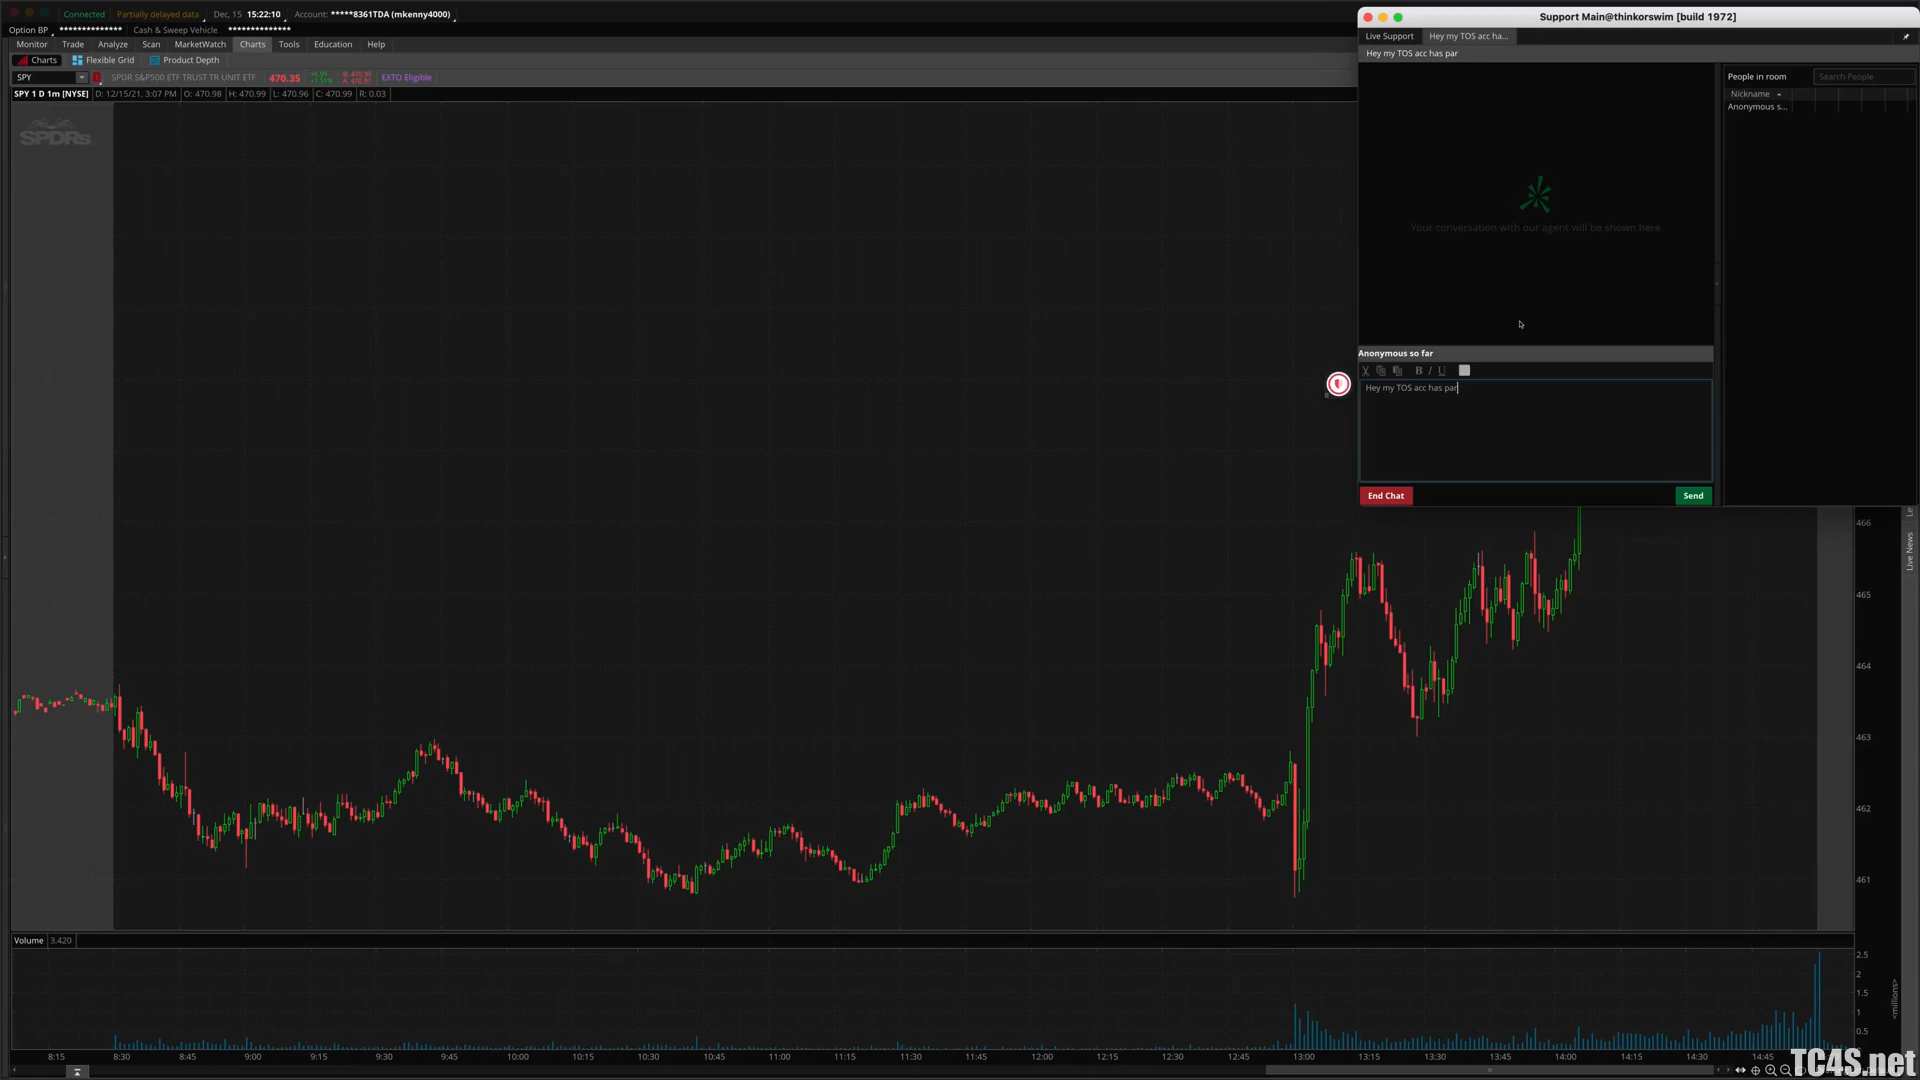 Connected Partially delayed data Dec, 15 15:22:10 Account: *****8361TDA (mkenny4000)
Option BP ************** Cash & Sweep Vehicle **************
Monitor Trade Analyze Scan MarketWatch Charts Tools Education Help
Charts Flexible Grid Product Depth
SPY SPDR S&P500 ETF TRUST TR UNIT ETF 470.35 EXTO Eligible
SPY 1 D 1m [NYSE] D: 12/15/21, 3:07 PM O: 470.98 H: 470.99 L: 470.96 C: 470.99 R: 0.03
SPDRs
Support Main@thinkorswim [build 1972]
Live Support Hey my TOS acc ha...
Hey my TOS acc has par
People in room Search People
Nickname
Anonymous s...
Your conversation with our agent will be shown here
Anonymous so far
B I U
Hey my TOS acc has par
End Chat Send
466
465
464
463
462
461
Live News
Volume 3,420
2.5
2
1.5
1
0.5
<millions>
8:15 8:30 8:45 9:00 9:15 9:30 9:45 10:00 10:15 10:30 10:45 11:00 11:15 11:30 11:45 12:00 12:15 12:30 12:45 13:00 13:15 13:30 13:45 14:00 14:15 14:30 14:45
TC4S.net